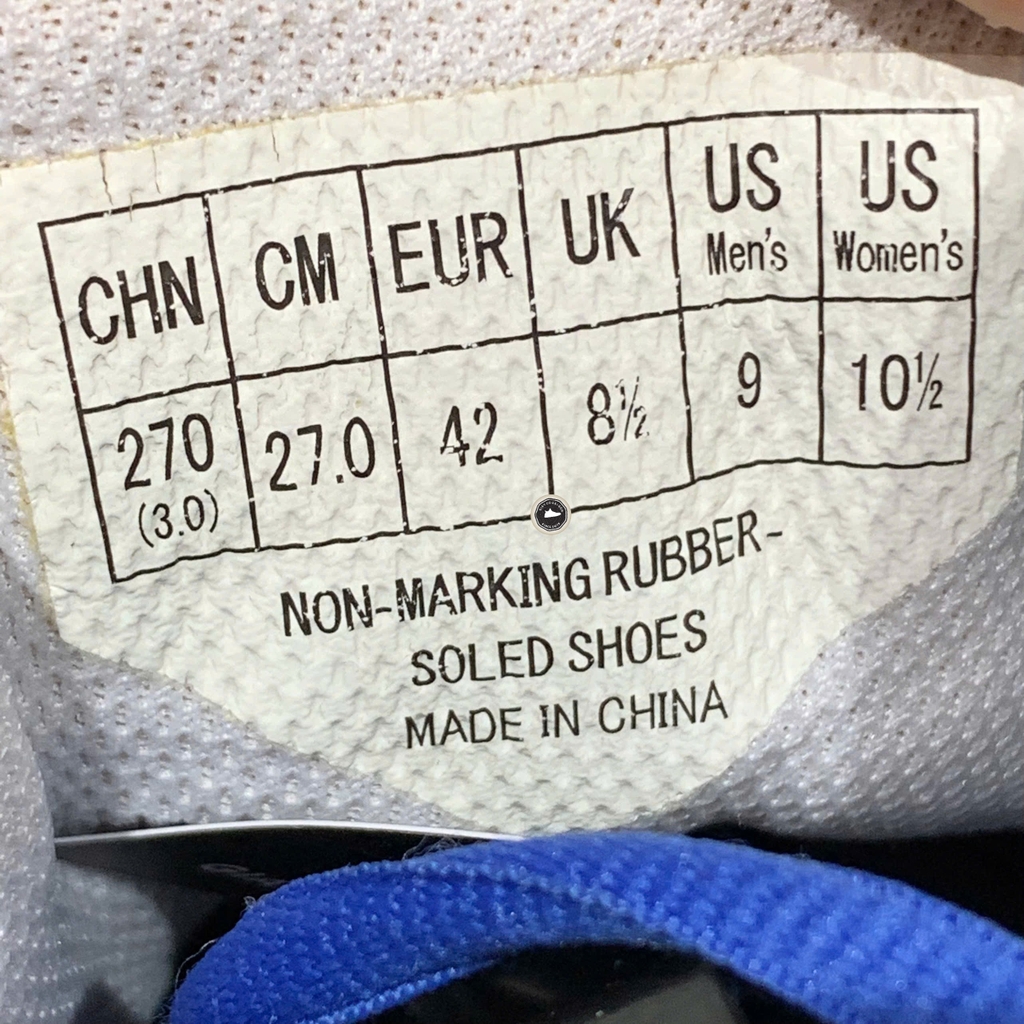 CHN CM EUR UK US Men's US Women's
270 (3.0) 27.0 42 8½ 9 10½
NON-MARKING RUBBER-
SOLED SHOES
MADE IN CHINA